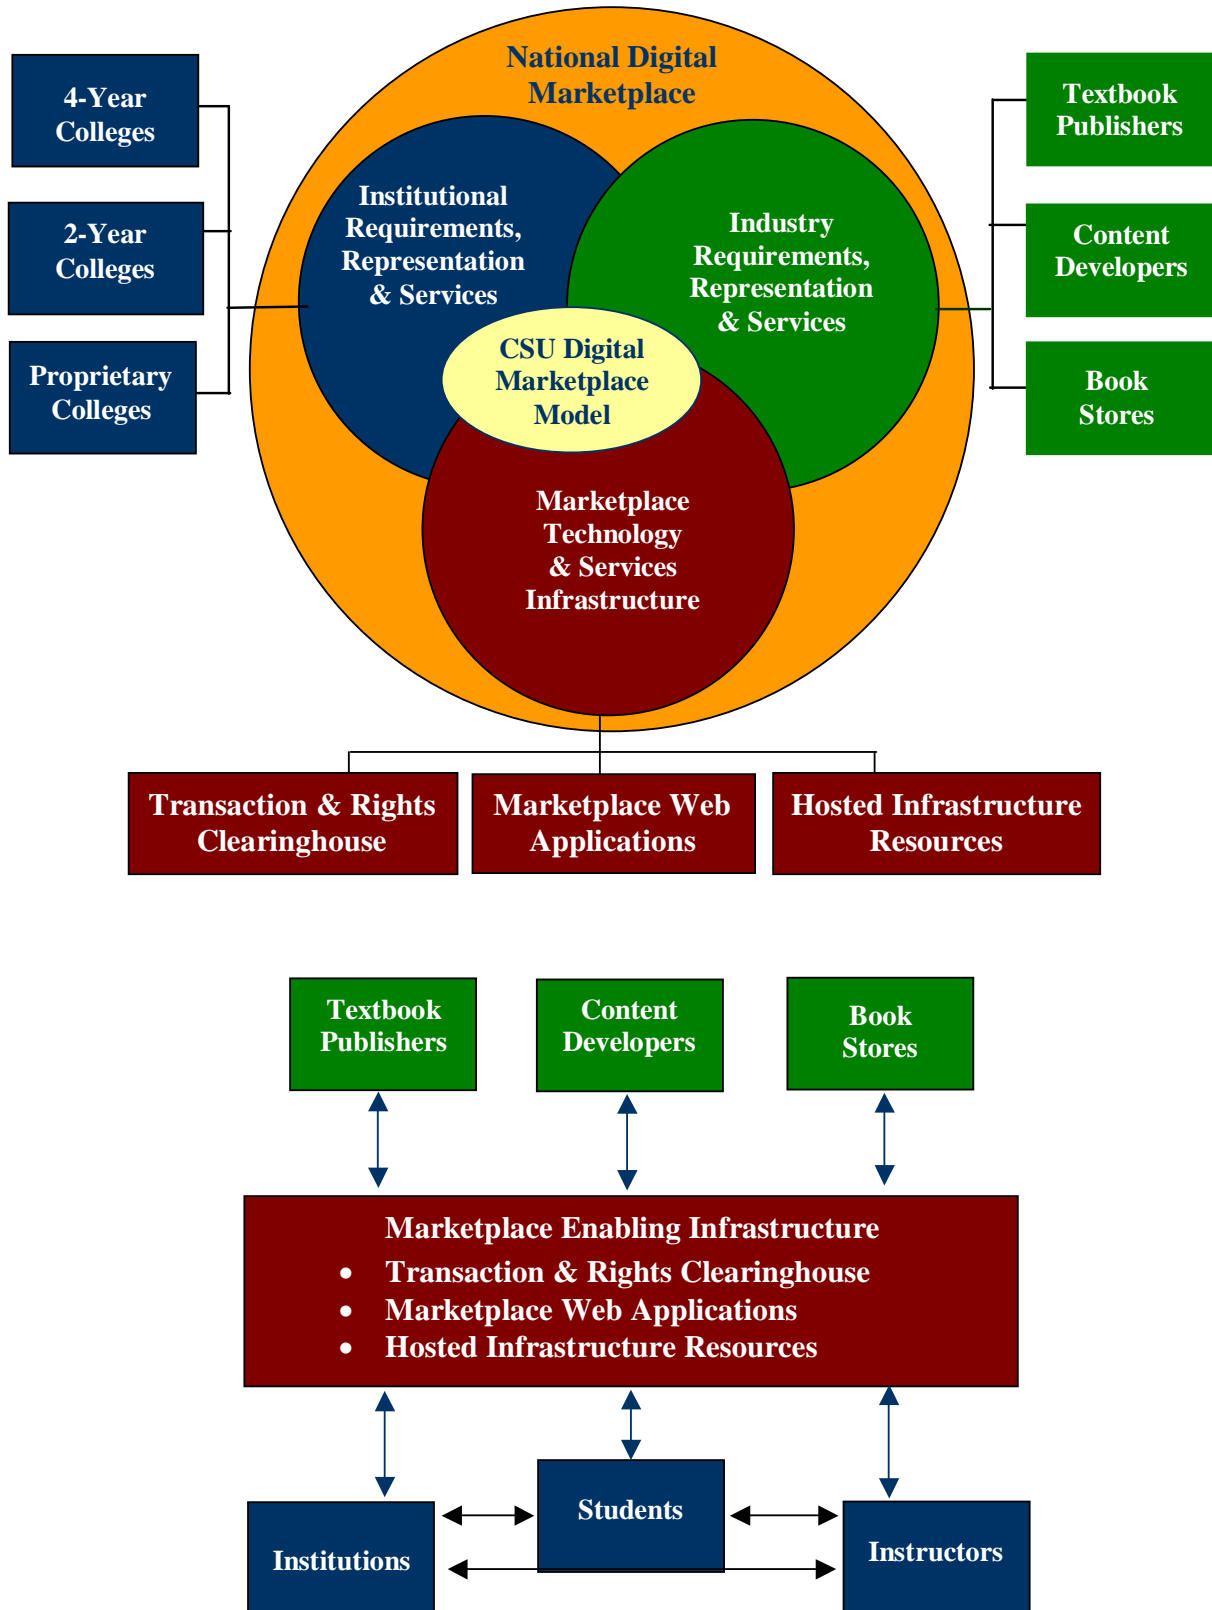 National Digital
Marketplace
4-Year
Colleges
2-Year
Colleges
Proprietary
Colleges
Institutional
Requirements,
Representation
& Services
Industry
Requirements,
Representation
& Services
CSU Digital
Marketplace
Model
Marketplace
Technology
& Services
Infrastructure
Textbook
Publishers
Content
Developers
Book
Stores
Transaction & Rights
Clearinghouse
Marketplace Web
Applications
Hosted Infrastructure
Resources
Textbook
Publishers
Content
Developers
Book
Stores
Marketplace Enabling Infrastructure
• Transaction & Rights Clearinghouse
• Marketplace Web Applications
• Hosted Infrastructure Resources
Institutions
Students
Instructors